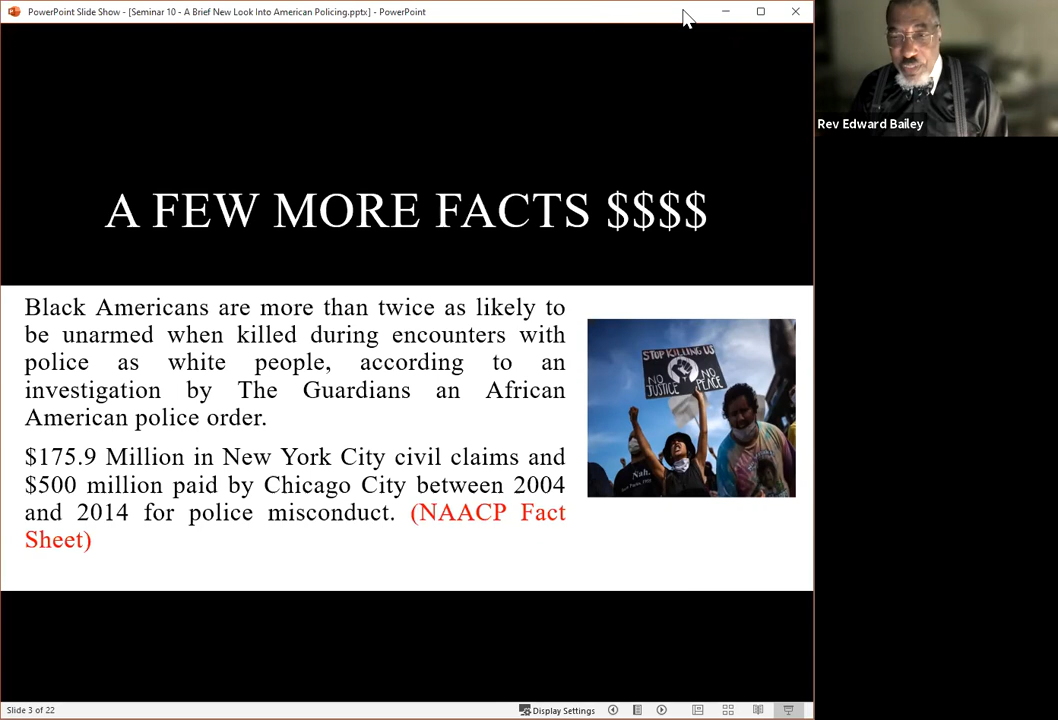 PowerPoint Slide Show - [Seminar 10 - A Brief New Look Into American Policing.pptx] - PowerPoint
Rev Edward Bailey
A FEW MORE FACTS $$$$
Black Americans are more than twice as likely to
be unarmed when killed during encounters with
police as white people, according to an
investigation by The Guardians an African
American police order.
$175.9 Million in New York City civil claims and
$500 million paid by Chicago City between 2004
and 2014 for police misconduct. (NAACP Fact
Sheet)
STOP KILLING US
NO JUSTICE
NO PEACE
Nah.
Slide 3 of 22
Display Settings